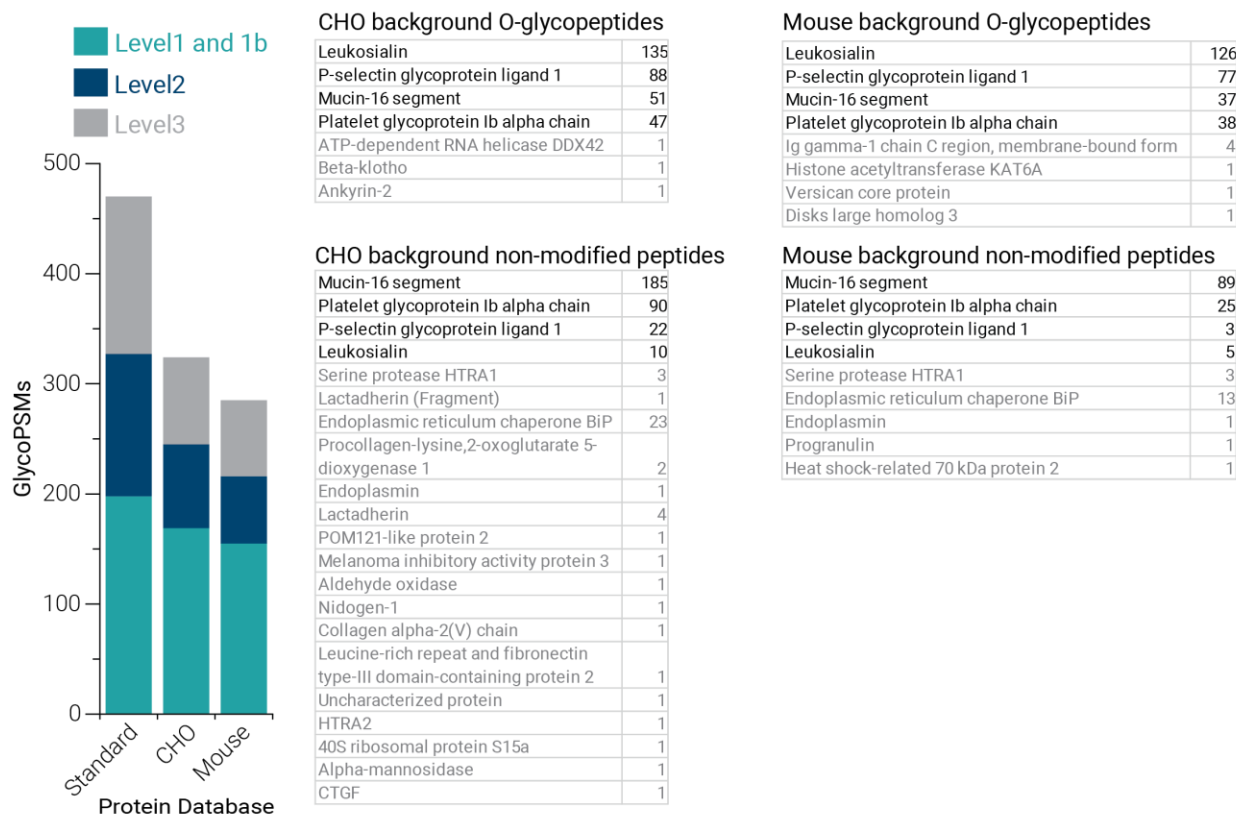 Level1 and 1b
Level2
Level3
GlycoPSMs
500
400
300
200
100
0
Standard
CHO
Mouse
Protein Database
CHO background O-glycopeptides
Leukosialin 135
P-selectin glycoprotein ligand 1 88
Mucin-16 segment 51
Platelet glycoprotein Ib alpha chain 47
ATP-dependent RNA helicase DDX42 1
Beta-klotho 1
Ankyrin-2 1
Mouse background O-glycopeptides
Leukosialin 126
P-selectin glycoprotein ligand 1 77
Mucin-16 segment 37
Platelet glycoprotein Ib alpha chain 38
Ig gamma-1 chain C region, membrane-bound form 4
Histone acetyltransferase KAT6A 1
Versican core protein 1
Disks large homolog 3 1
CHO background non-modified peptides
Mucin-16 segment 185
Platelet glycoprotein Ib alpha chain 90
P-selectin glycoprotein ligand 1 22
Leukosialin 10
Serine protease HTRA1 3
Lactadherin (Fragment) 1
Endoplasmic reticulum chaperone BiP 23
Procollagen-lysine,2-oxoglutarate 5-
dioxygenase 1 2
Endoplasmin 1
Lactadherin 4
POM121-like protein 2 1
Melanoma inhibitory activity protein 3 1
Aldehyde oxidase 1
Nidogen-1 1
Collagen alpha-2(V) chain 1
Leucine-rich repeat and fibronectin
type-III domain-containing protein 2 1
Uncharacterized protein 1
HTRA2 1
40S ribosomal protein S15a 1
Alpha-mannosidase 1
CTGF 1
Mouse background non-modified peptides
Mucin-16 segment 89
Platelet glycoprotein Ib alpha chain 25
P-selectin glycoprotein ligand 1 3
Leukosialin 5
Serine protease HTRA1 3
Endoplasmic reticulum chaperone BiP 13
Endoplasmin 1
Progranulin 1
Heat shock-related 70 kDa protein 2 1